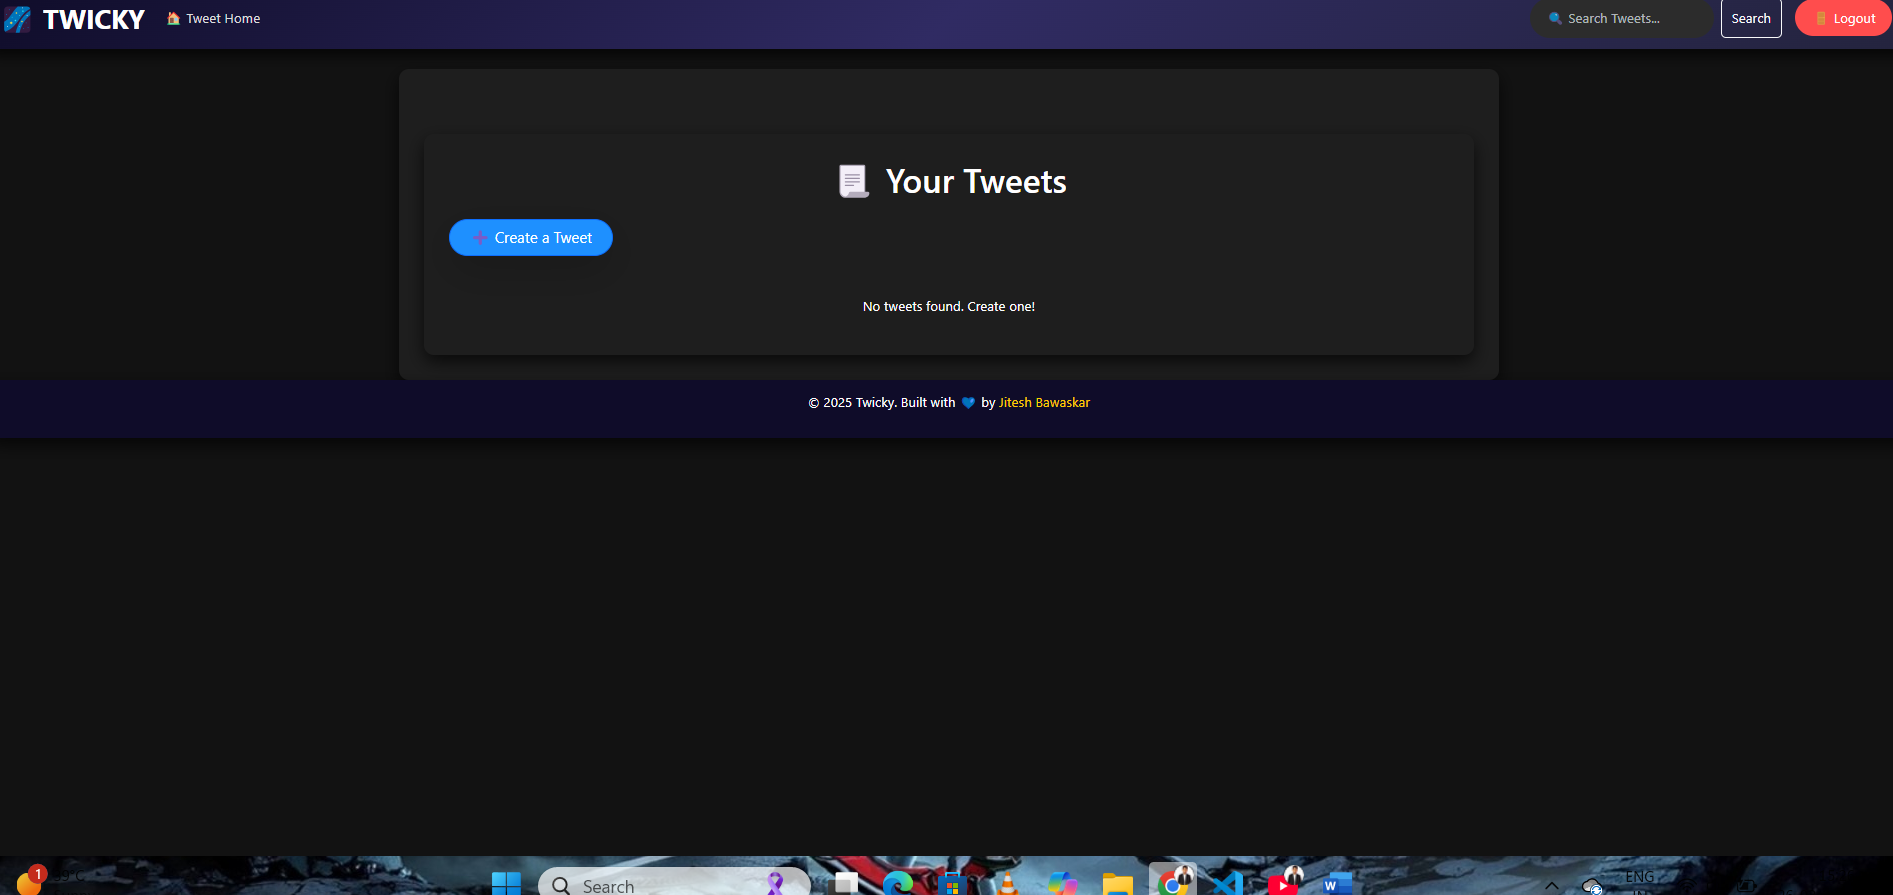 TWICKY
Tweet Home
Search Tweets...
Search
Logout
Your Tweets
Create a Tweet
No tweets found. Create one!
© 2025 Twicky. Built with 💙 by Jitesh Bawaskar
1
Search
W
ENG